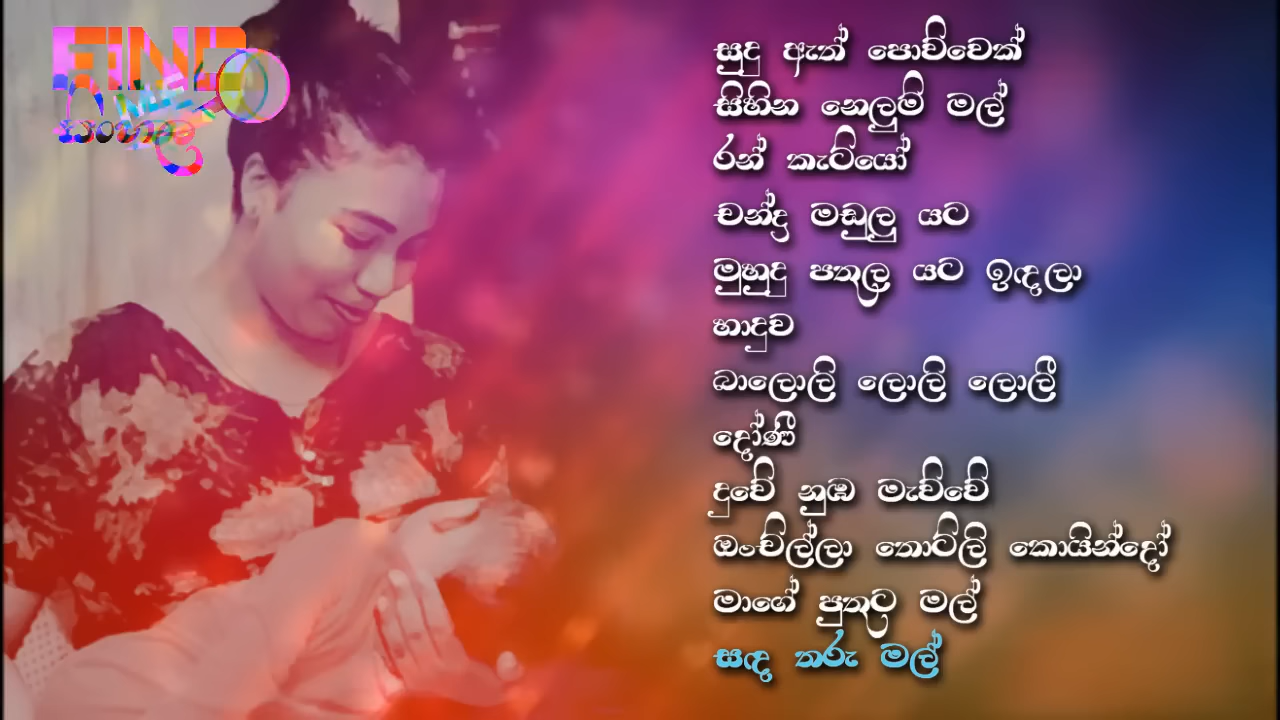 සංහාව
සුදු ඇත් පොව්වෙක්
සිහින නෙලුම් මල්
රන් කැටියෝ
චන්ද්‍ර මඬුලු යට
මුහුදු පතුල යට ඉඳලා
හාදුව
බාලොලි ලොලි ලොලී
දෝණී
දුවේ නුඹ මැව්වේ
ඔංචිල්ලා තොටිලි කොයින්දෝ
මාගේ පුතුට මල්
සඳ තරු මල්